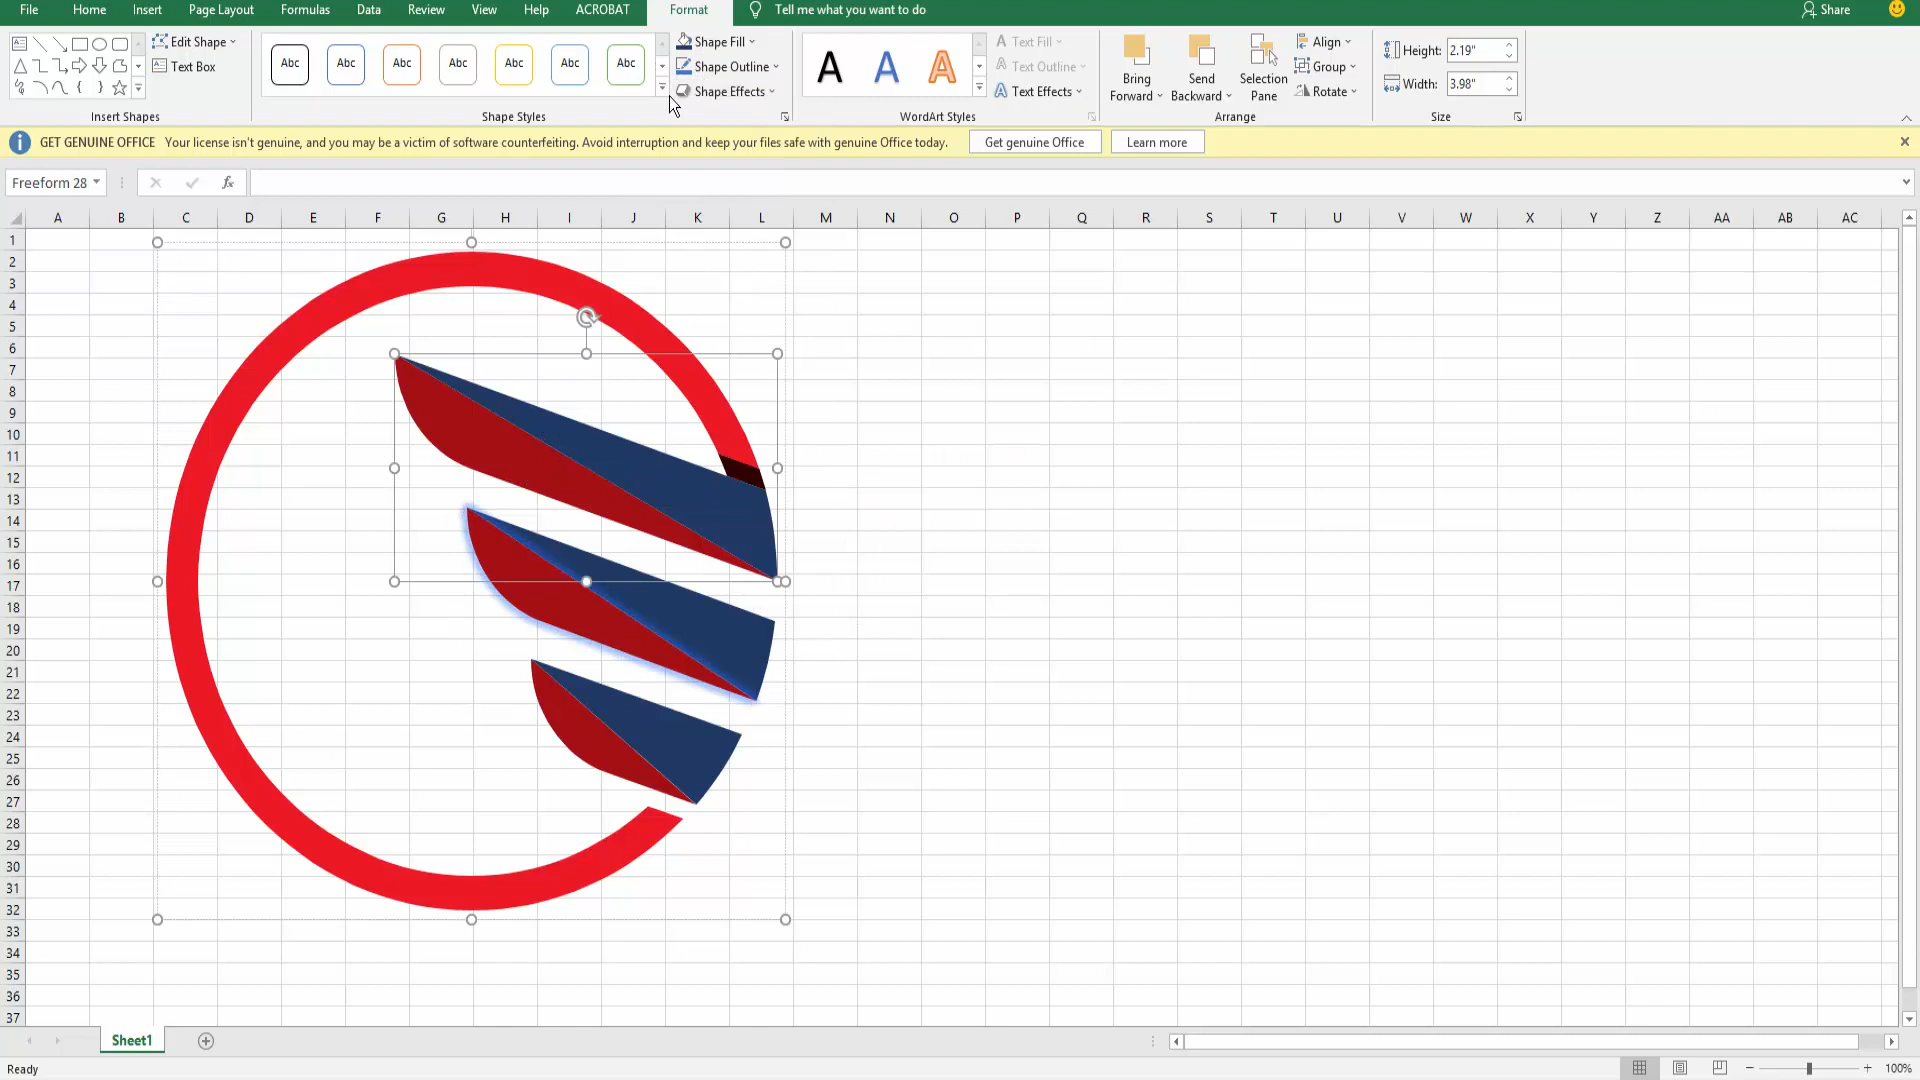 File Home Insert Page Layout Formulas Data Review View Help ACROBAT Format Tell me what you want to do Share
Edit Shape
Text Box
Insert Shapes
Abc Abc Abc Abc Abc Abc Abc
Shape Fill
Shape Outline
Shape Effects
Shape Styles
A A A
Text Fill
Text Outline
Text Effects
WordArt Styles
Bring Forward
Send Backward
Selection Pane
Align
Group
Rotate
Arrange
Height: 2.19"
Width: 3.98"
Size
GET GENUINE OFFICE Your license isn't genuine, and you may be a victim of software counterfeiting. Avoid interruption and keep your files safe with genuine Office today. Get genuine Office Learn more
Freeform 28 fx
A B C D E F G H I J K L M N O P Q R S T U V W X Y Z AA AB AC
1
2
3
4
5
6
7
8
9
10
11
12
13
14
15
16
17
18
19
20
21
22
23
24
25
26
27
28
29
30
31
32
33
34
35
36
37
Sheet1
Ready 100%